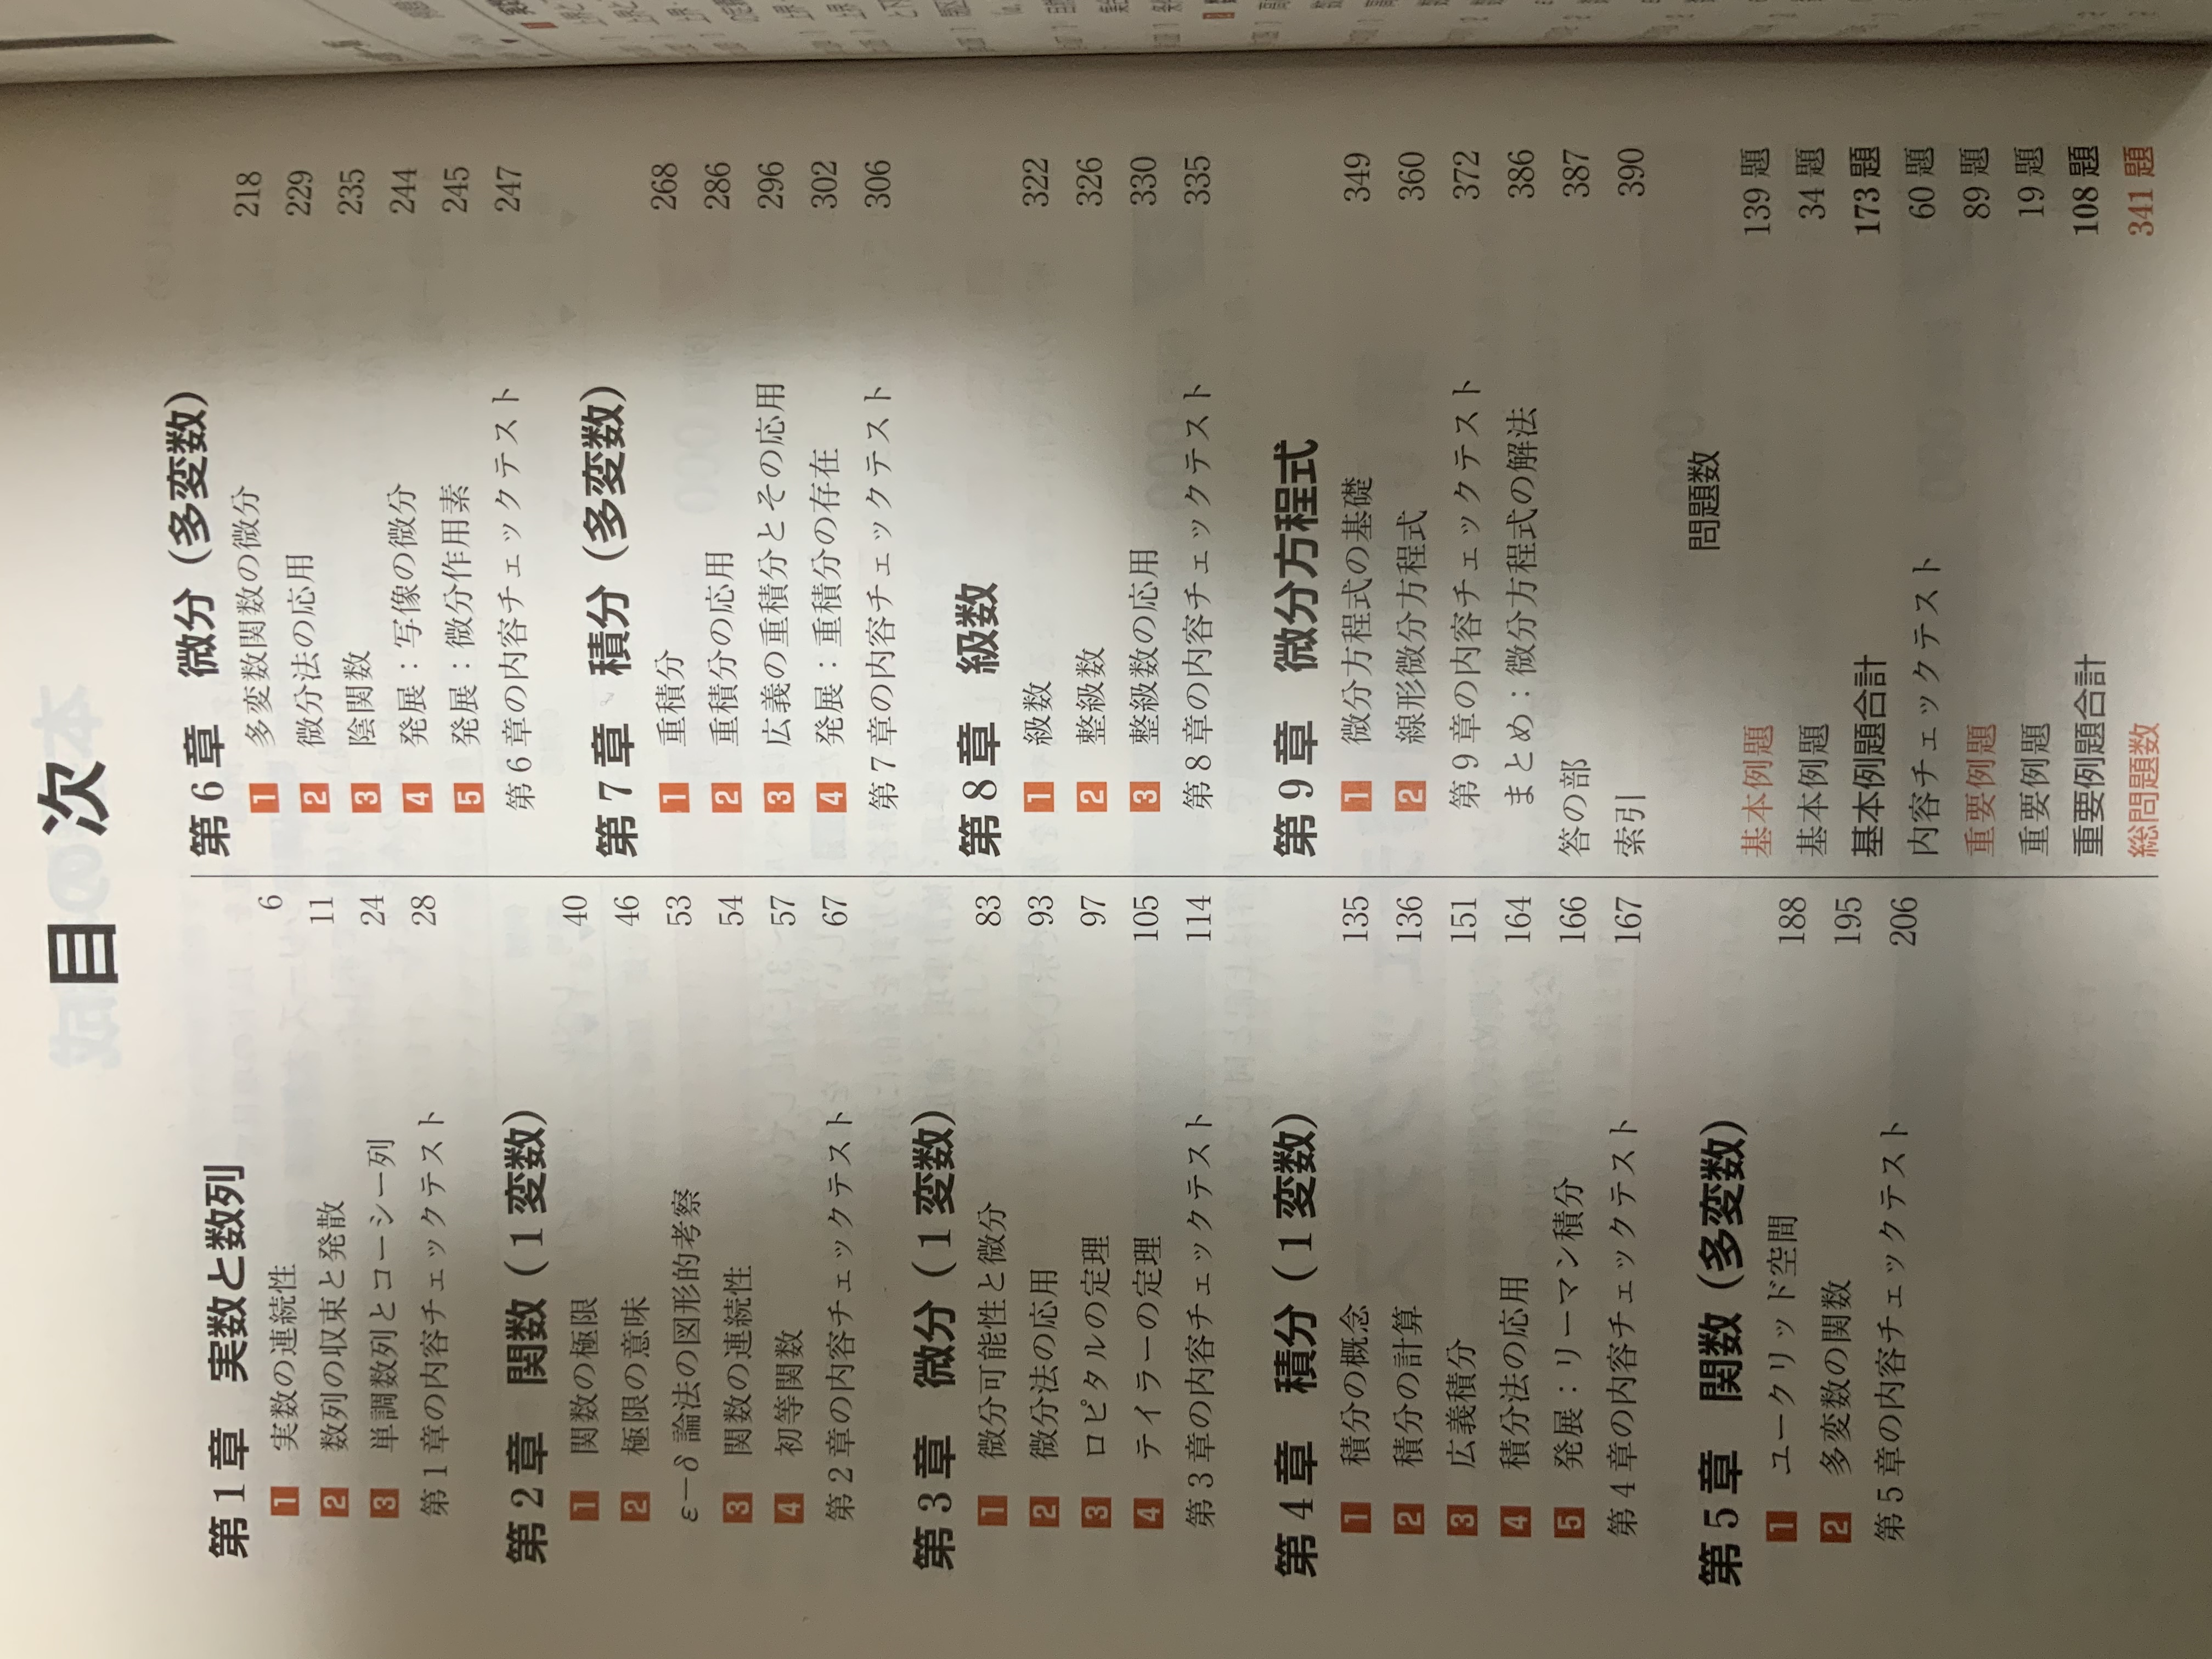 目 次
第1章 実数と数列
1 実数の連続性 6
2 数列の収束と発散 11
3 単調数列とコーシー列 24
第1章の内容チェックテスト 28
第2章 関数（1変数）
1 関数の極限 40
2 極限の意味 46
ε－δ 論法の図形的考察 53
3 関数の連続性 54
4 初等関数 57
第2章の内容チェックテスト 67
第3章 微分（1変数）
1 微分可能性と微分 83
2 微分法の応用 93
3 ロピタルの定理 97
4 テイラーの定理 105
第3章の内容チェックテスト 114
第4章 積分（1変数）
1 積分の概念 135
2 積分の計算 136
3 広義積分 151
4 積分法の応用 164
5 発展：リーマン積分 166
第4章の内容チェックテスト 167
第5章 関数（多変数）
1 ユークリッド空間 188
2 多変数の関数 195
第5章の内容チェックテスト 206
第6章 微分（多変数）
1 多変数関数の微分 218
2 微分法の応用 229
3 陰関数 235
4 発展：写像の微分 244
5 発展：微分作用素 245
第6章の内容チェックテスト 247
第7章 積分（多変数）
1 重積分 268
2 重積分の応用 286
3 広義の重積分とその応用 296
4 発展：重積分の存在 302
第7章の内容チェックテスト 306
第8章 級数
1 級数 322
2 整級数 326
3 整級数の応用 330
第8章の内容チェックテスト 335
第9章 微分方程式
1 微分方程式の基礎 349
2 線形微分方程式 360
第9章の内容チェックテスト 372
まとめ：微分方程式の解法 386
答の部 387
索引 390
問題数
基本例題 139題
基本例題 34題
基本例題合計 173題
内容チェックテスト 60題
重要例題 89題
重要例題 19題
重要例題合計 108題
総問題数 341題